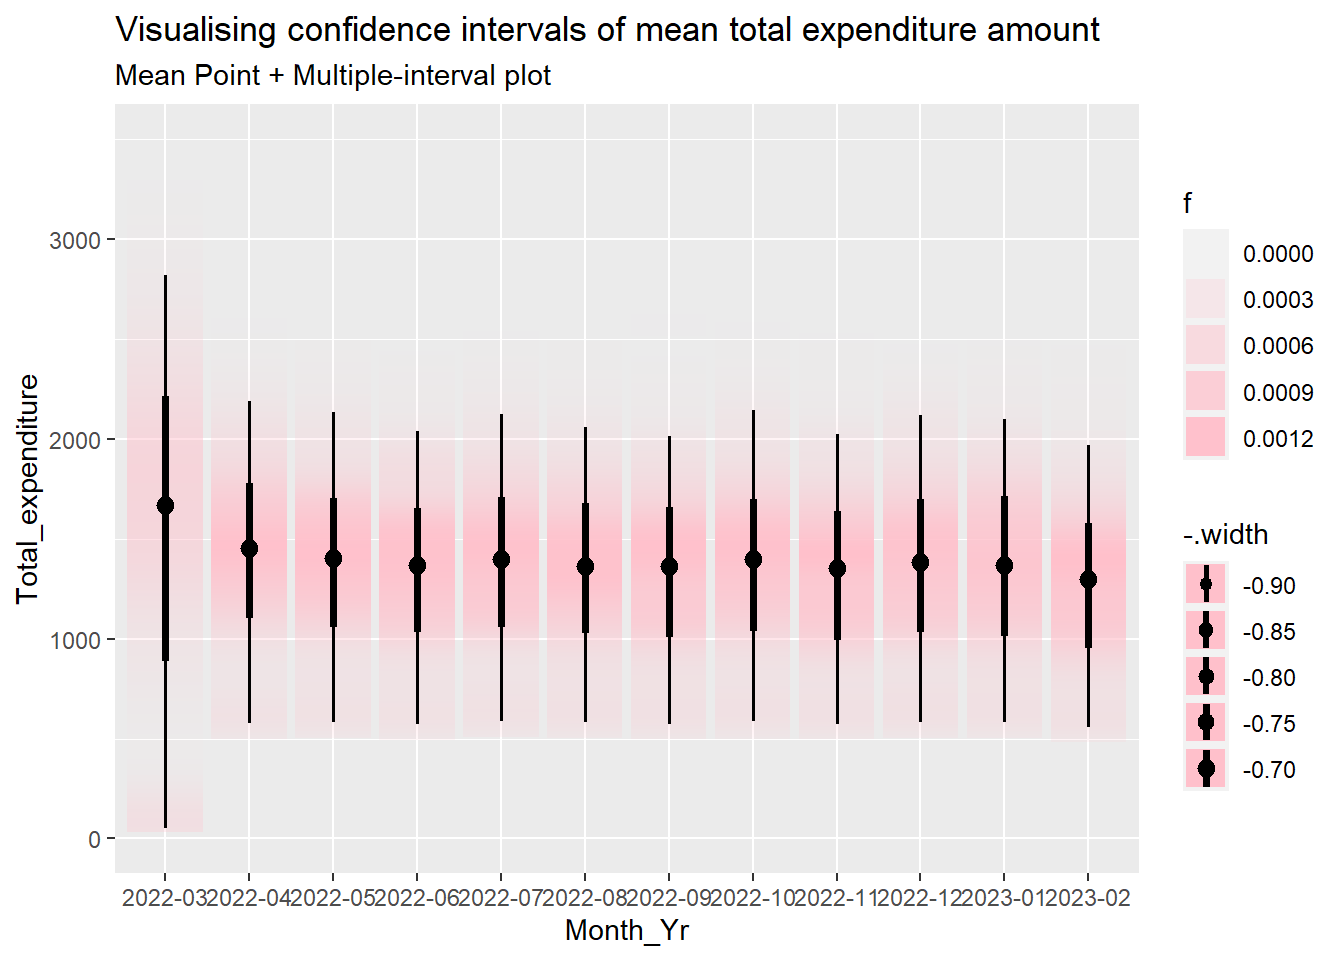 Visualising confidence intervals of mean total expenditure amount
Mean Point + Multiple-interval plot
Total_expenditure
3000
2000
1000
0
2022-03 2022-04 2022-05 2022-06 2022-07 2022-08 2022-09 2022-10 2022-11 2022-12 2023-01 2023-02
Month_Yr
f
0.0000
0.0003
0.0006
0.0009
0.0012
-.width
-0.90
-0.85
-0.80
-0.75
-0.70